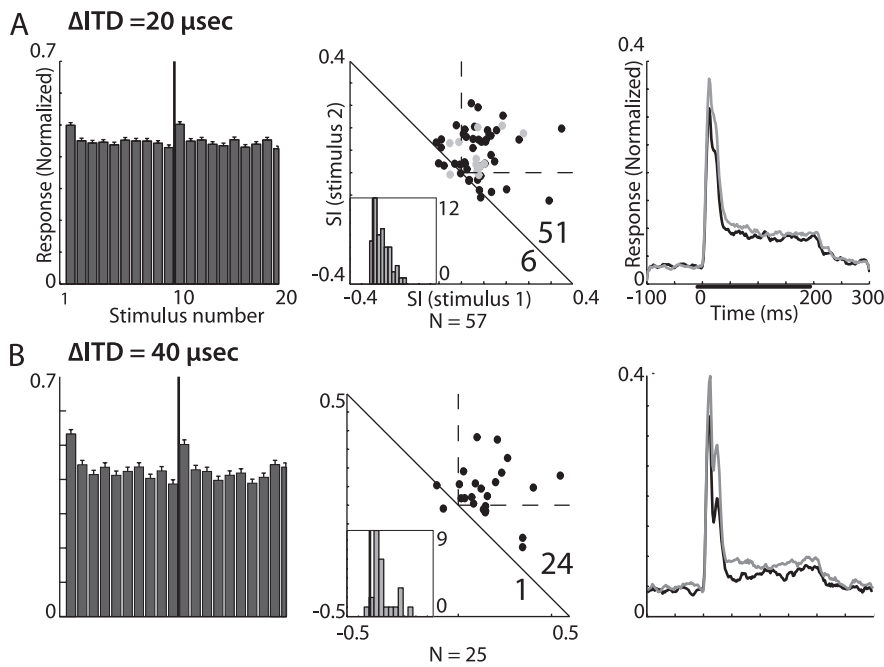 A
ΔITD =20 μsec
0.7
Response (Normalized)
0
1
10
20
Stimulus number
0.4
SI (stimulus 2)
-0.4
12
0
51
6
-0.4
SI (stimulus 1)
0.4
N = 57
0.4
Response (Normalized)
0
-100
0
100
200
300
Time (ms)
B
ΔITD = 40 μsec
0.7
0
0.5
-0.5
9
0
24
1
-0.5
0.5
N = 25
0.4
0